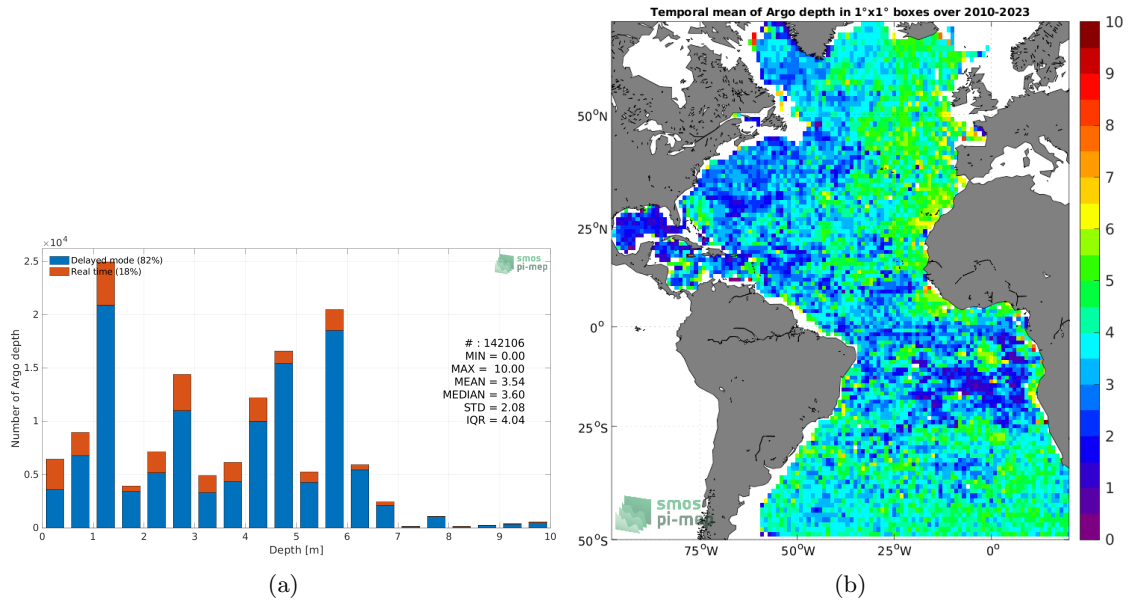 ×10⁴
Delayed mode (82%)
Real time (18%)
smos
pi-mep
Number of Argo depth
2.5
2
1.5
1
0.5
0
# : 142106
MIN = 0.00
MAX = 10.00
MEAN = 3.54
MEDIAN = 3.60
STD = 2.08
IQR = 4.04
0 1 2 3 4 5 6 7 8 9 10
Depth [m]
(a)
Temporal mean of Argo depth in 1°x1° boxes over 2010-2023
50°N
25°N
0°
25°S
50°S
75°W 50°W 25°W 0°
smos
pi-mep
10
9
8
7
6
5
4
3
2
1
0
(b)